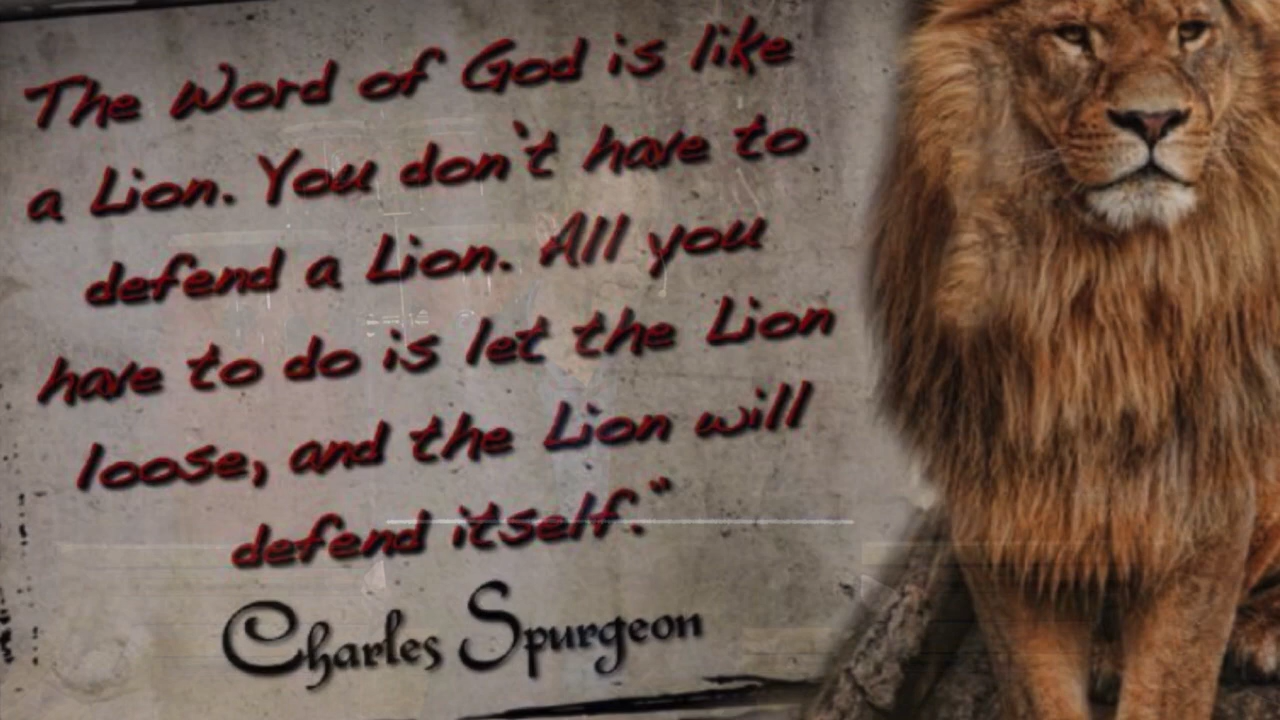 The Word of God is like
a Lion. You don't have to
defend a Lion. All you
have to do is let the Lion
loose, and the Lion will
defend itself."
Charles Spurgeon